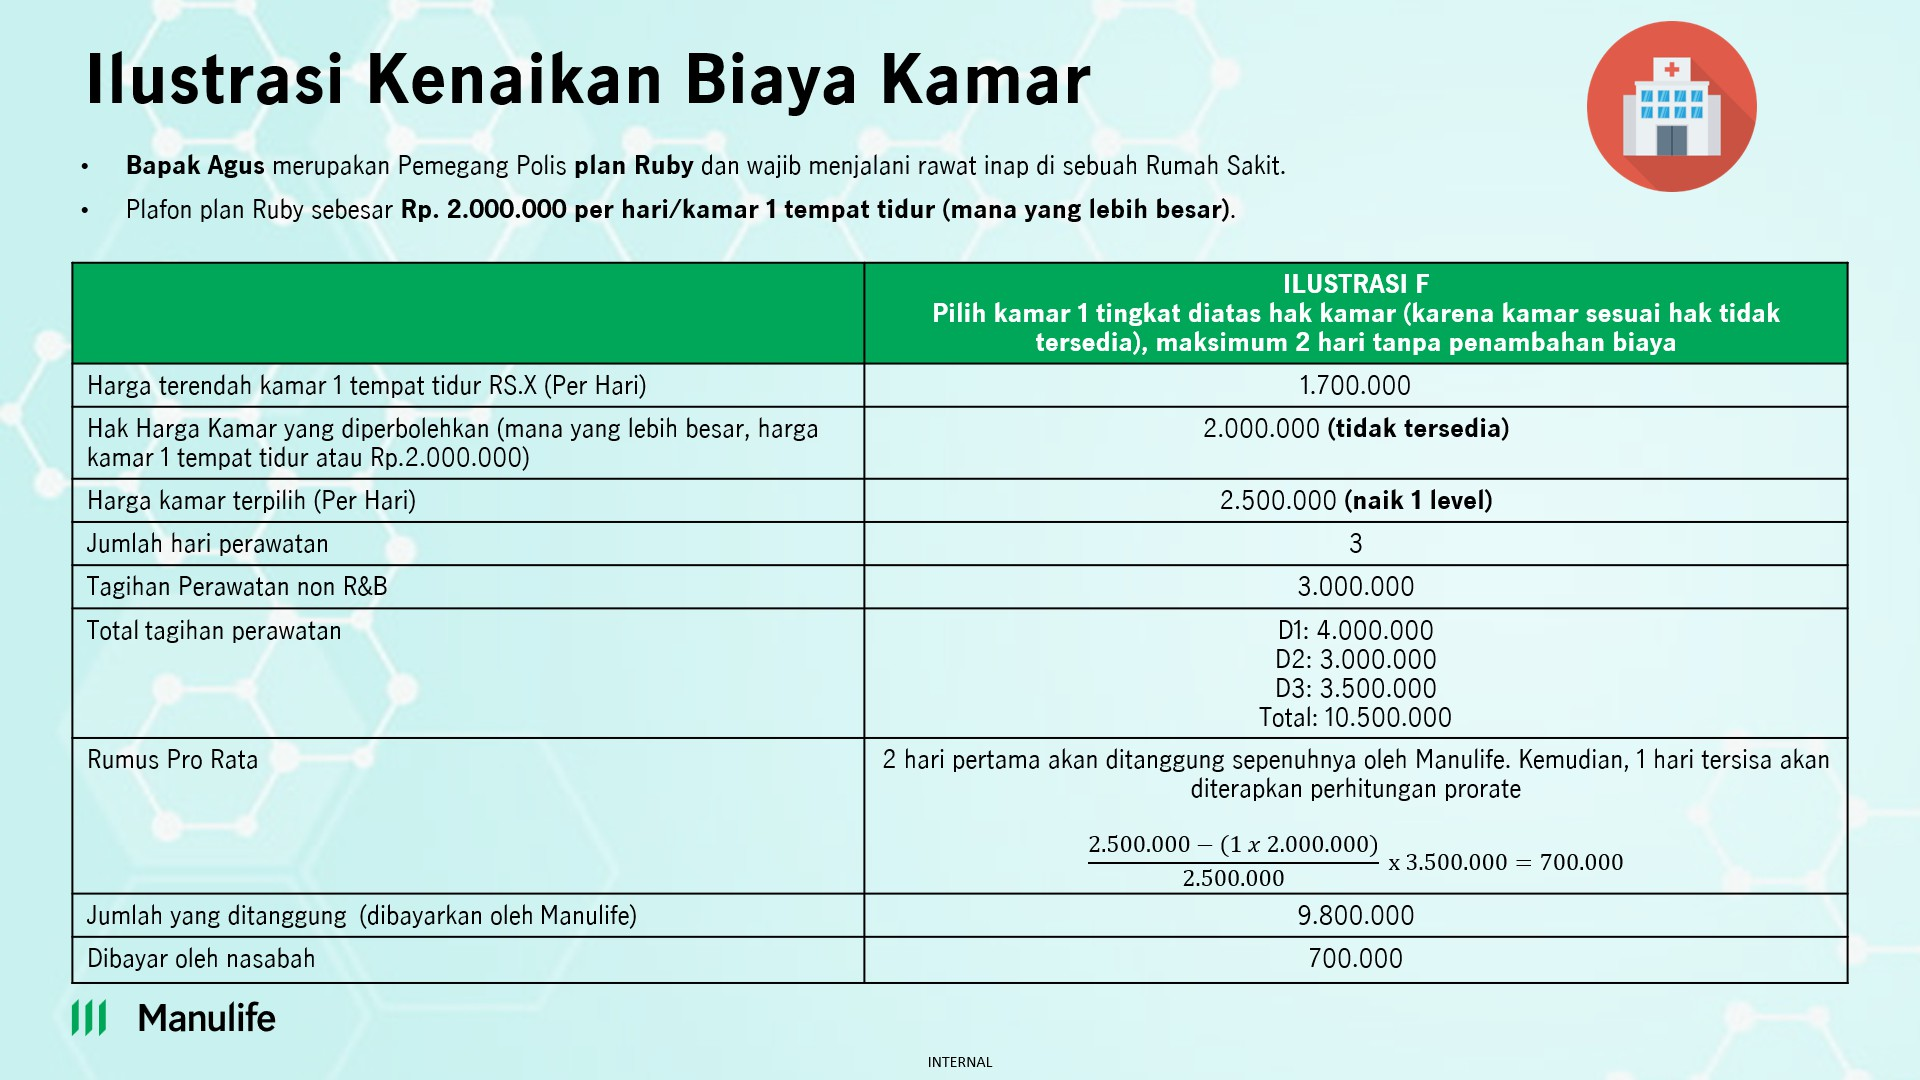 Ilustrasi Kenaikan Biaya Kamar
• Bapak Agus merupakan Pemegang Polis plan Ruby dan wajib menjalani rawat inap di sebuah Rumah Sakit.
• Plafon plan Ruby sebesar Rp. 2.000.000 per hari/kamar 1 tempat tidur (mana yang lebih besar).
ILUSTRASI F
Pilih kamar 1 tingkat diatas hak kamar (karena kamar sesuai hak tidak
tersedia), maksimum 2 hari tanpa penambahan biaya
Harga terendah kamar 1 tempat tidur RS.X (Per Hari)
1.700.000
Hak Harga Kamar yang diperbolehkan (mana yang lebih besar, harga
kamar 1 tempat tidur atau Rp.2.000.000)
2.000.000 (tidak tersedia)
Harga kamar terpilih (Per Hari)
2.500.000 (naik 1 level)
Jumlah hari perawatan
3
Tagihan Perawatan non R&B
3.000.000
Total tagihan perawatan
D1: 4.000.000
D2: 3.000.000
D3: 3.500.000
Total: 10.500.000
Rumus Pro Rata
2 hari pertama akan ditanggung sepenuhnya oleh Manulife. Kemudian, 1 hari tersisa akan
diterapkan perhitungan prorate
2.500.000 − (1 x 2.000.000)
2.500.000
x 3.500.000 = 700.000
Jumlah yang ditanggung (dibayarkan oleh Manulife)
9.800.000
Dibayar oleh nasabah
700.000
Manulife
INTERNAL